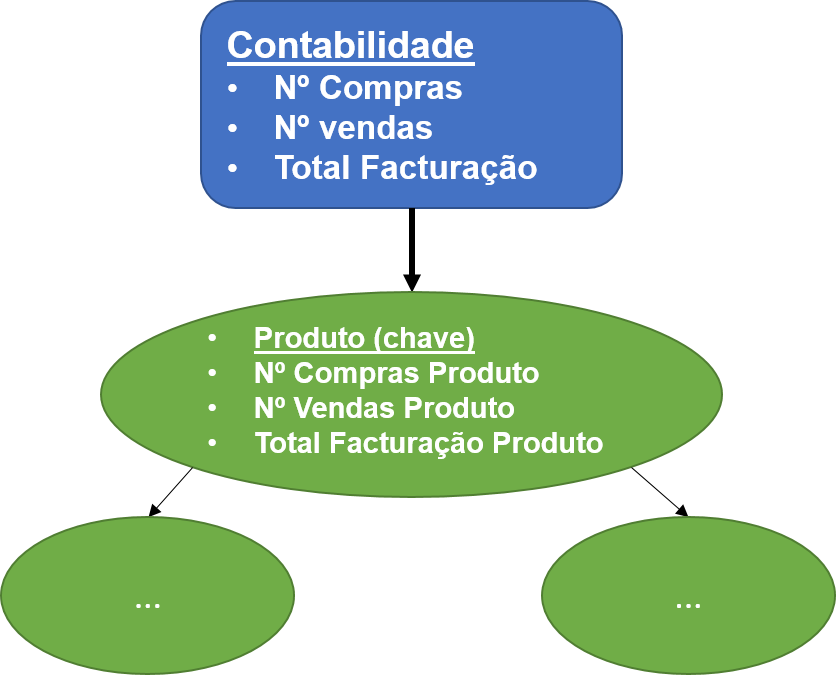 Contabilidade
• Nº Compras
• Nº vendas
• Total Facturação
• Produto (chave)
• Nº Compras Produto
• Nº Vendas Produto
• Total Facturação Produto
...
...